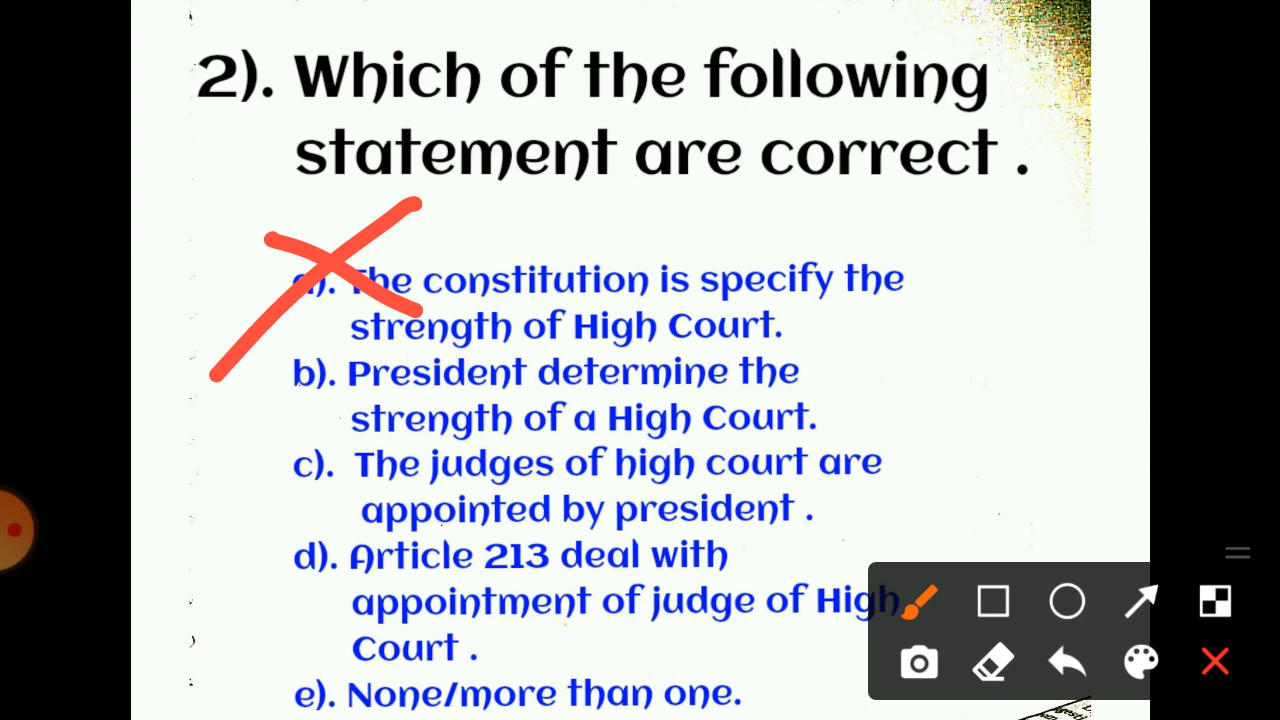 2). Which of the following
statement are correct .
a). The constitution is specify the
strength of High Court.
b). President determine the
strength of a High Court.
c). The judges of high court are
appointed by president .
d). Article 213 deal with
appointment of judge of High
Court .
e). None/more than one.